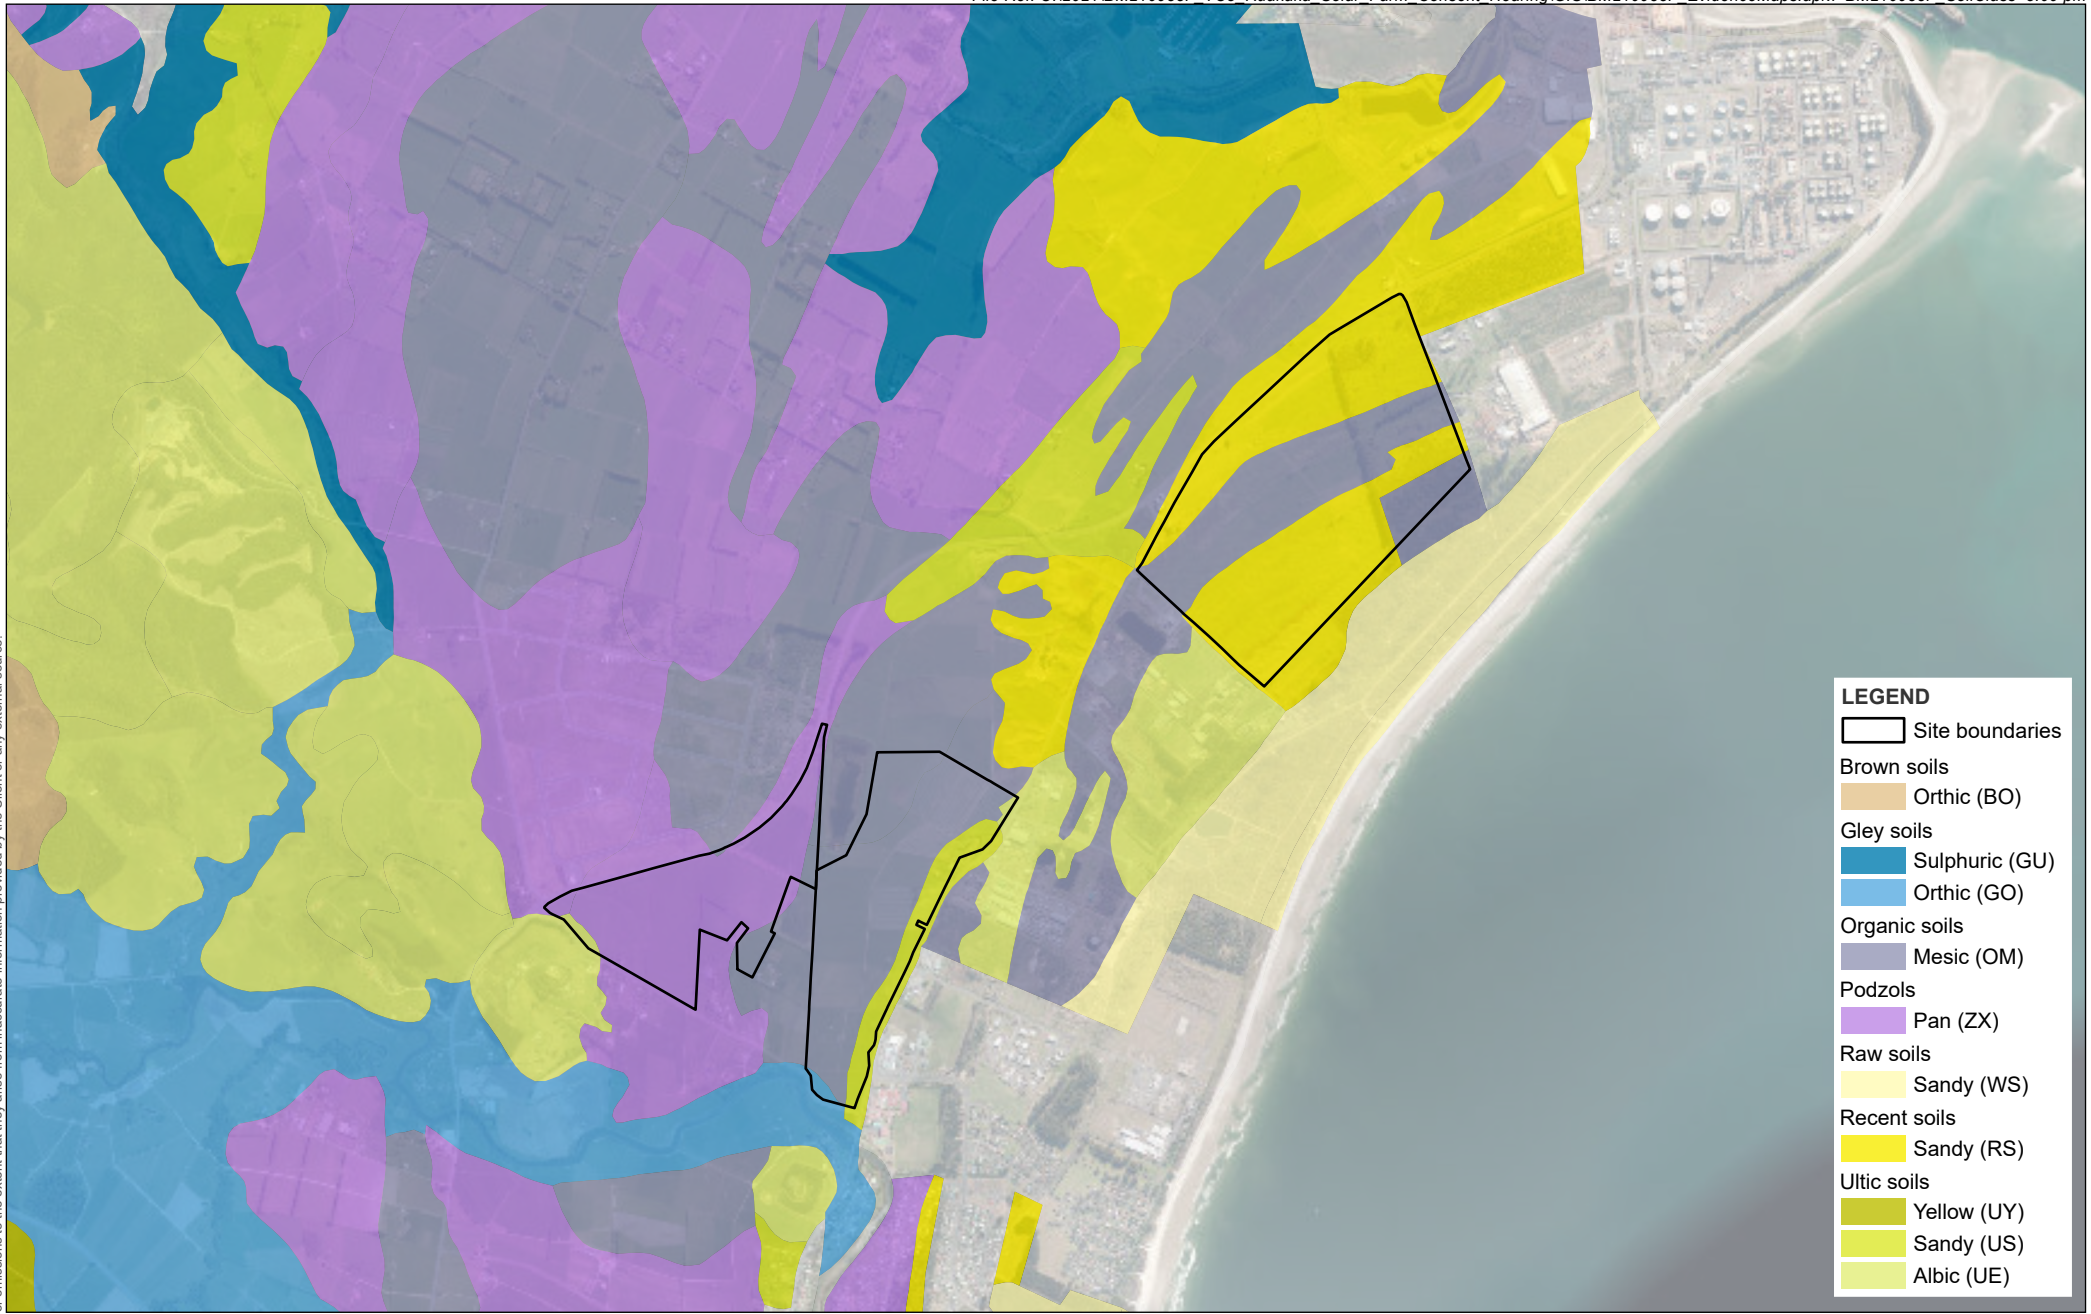 LEGEND
Site boundaries
Brown soils
Orthic (BO)
Gley soils
Sulphuric (GU)
Orthic (GO)
Organic soils
Mesic (OM)
Podzols
Pan (ZX)
Raw soils
Sandy (WS)
Recent soils
Sandy (RS)
Ultic soils
Yellow (UY)
Sandy (US)
Albic (UE)